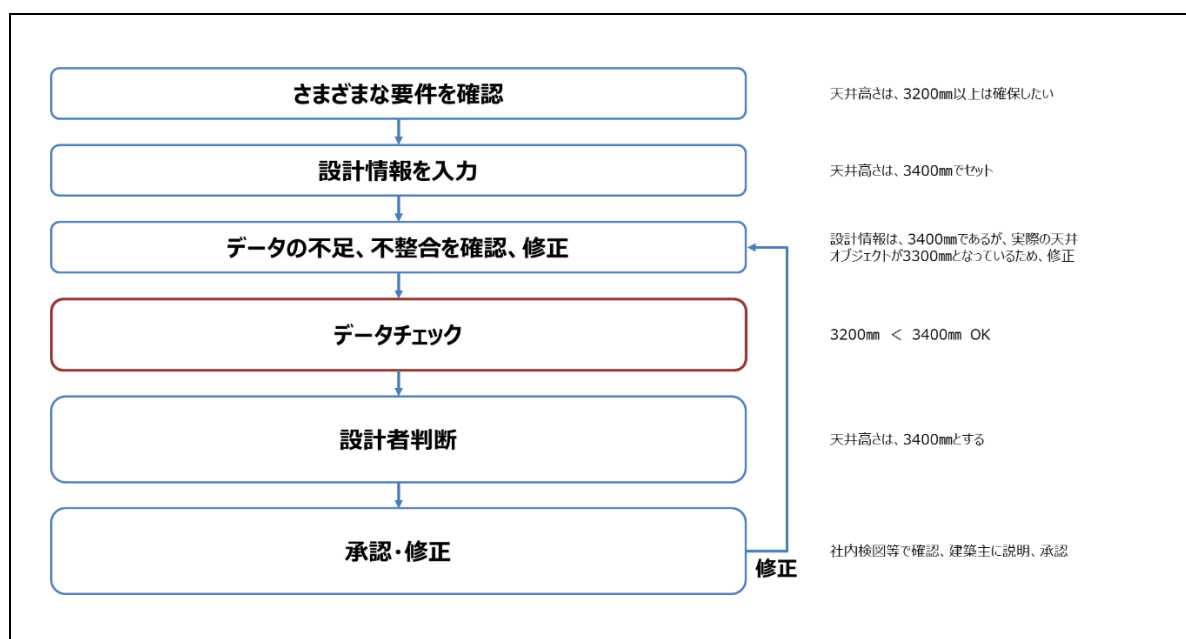 さまざまな要件を確認
天井高さは、3200㎜以上は確保したい
設計情報を入力
天井高さは、3400㎜でセット
データの不足、不整合を確認、修正
設計情報は、3400㎜であるが、実際の天井
オブジェクトが3300㎜となっているため、修正
データチェック
3200㎜ ＜ 3400㎜ OK
設計者判断
天井高さは、3400㎜とする
承認・修正
修正
社内検図等で確認、建築主に説明、承認